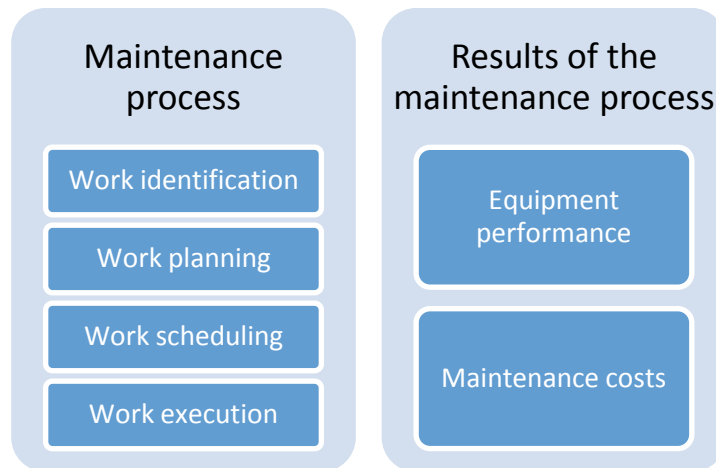 Maintenance
process
Work identification
Work planning
Work scheduling
Work execution
Results of the
maintenance process
Equipment
performance
Maintenance costs